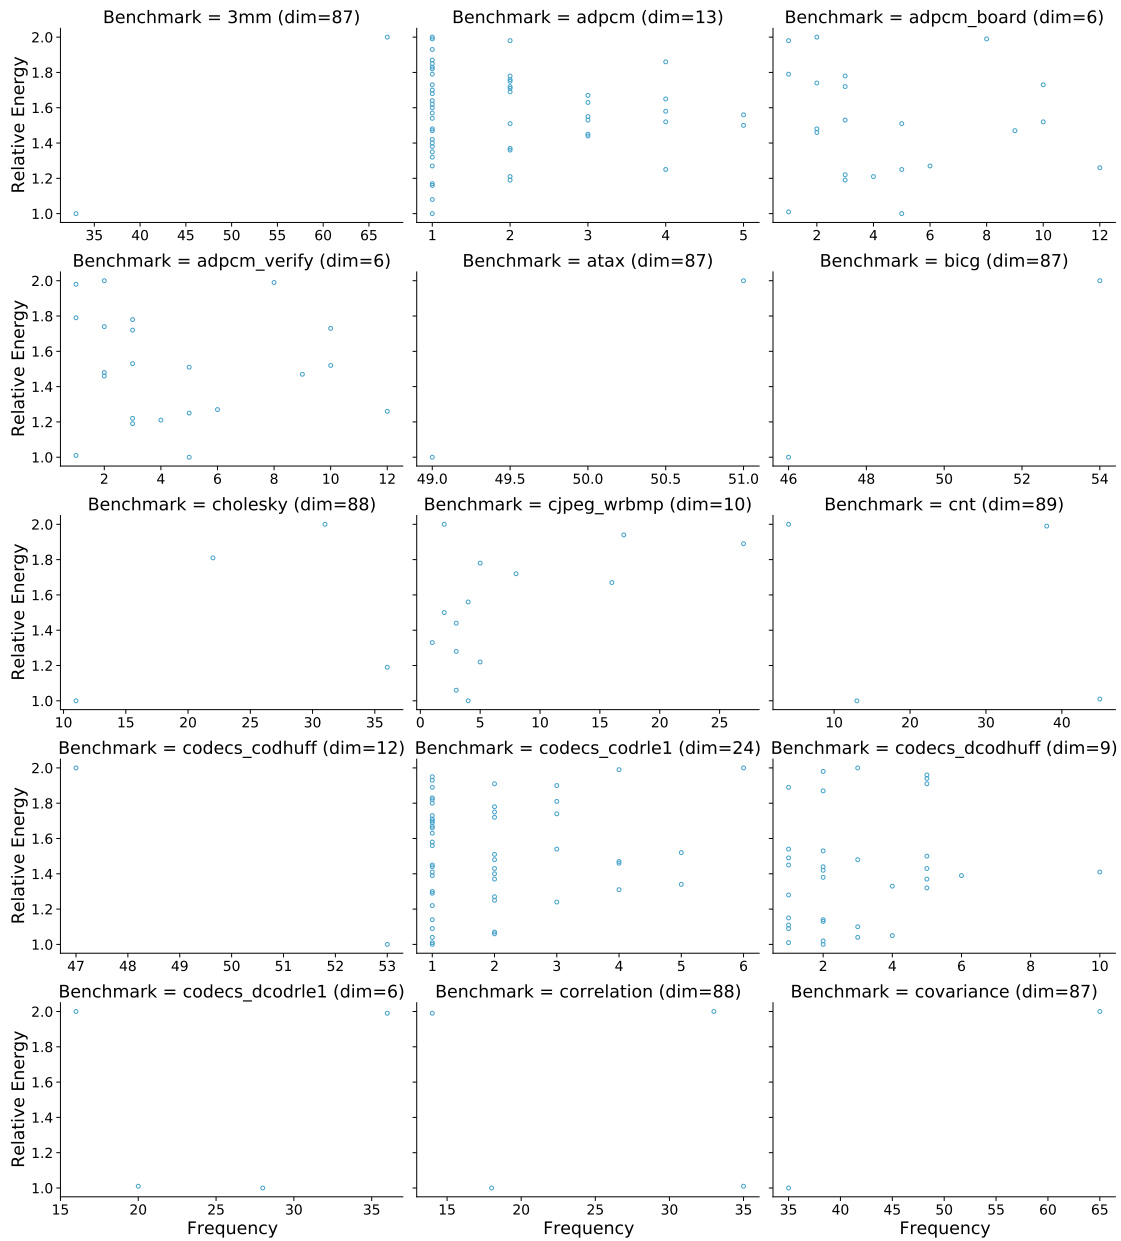 Benchmark = 3mm (dim=87) Benchmark = adpcm (dim=13) Benchmark = adpcm_board (dim=6)
2.0
1.8
1.6
1.4
1.2
1.0
Relative Energy
35 40 45 50 55 60 65 1 2 3 4 5 2 4 6 8 10 12
Benchmark = adpcm_verify (dim=6) Benchmark = atax (dim=87) Benchmark = bicg (dim=87)
2.0
1.8
1.6
1.4
1.2
1.0
Relative Energy
2 4 6 8 10 12 49.0 49.5 50.0 50.5 51.0 46 48 50 52 54
Benchmark = cholesky (dim=88) Benchmark = cjpeg_wrbmp (dim=10) Benchmark = cnt (dim=89)
2.0
1.8
1.6
1.4
1.2
1.0
Relative Energy
10 15 20 25 30 35 0 5 10 15 20 25 10 20 30 40
Benchmark = codecs_codhuff (dim=12) Benchmark = codecs_codrle1 (dim=24) Benchmark = codecs_dcodhuff (dim=9)
2.0
1.8
1.6
1.4
1.2
1.0
Relative Energy
47 48 49 50 51 52 53 1 2 3 4 5 6 2 4 6 8 10
Benchmark = codecs_dcodrle1 (dim=6) Benchmark = correlation (dim=88) Benchmark = covariance (dim=87)
2.0
1.8
1.6
1.4
1.2
1.0
Relative Energy
15 20 25 30 35 15 20 25 30 35 35 40 45 50 55 60 65
Frequency Frequency Frequency